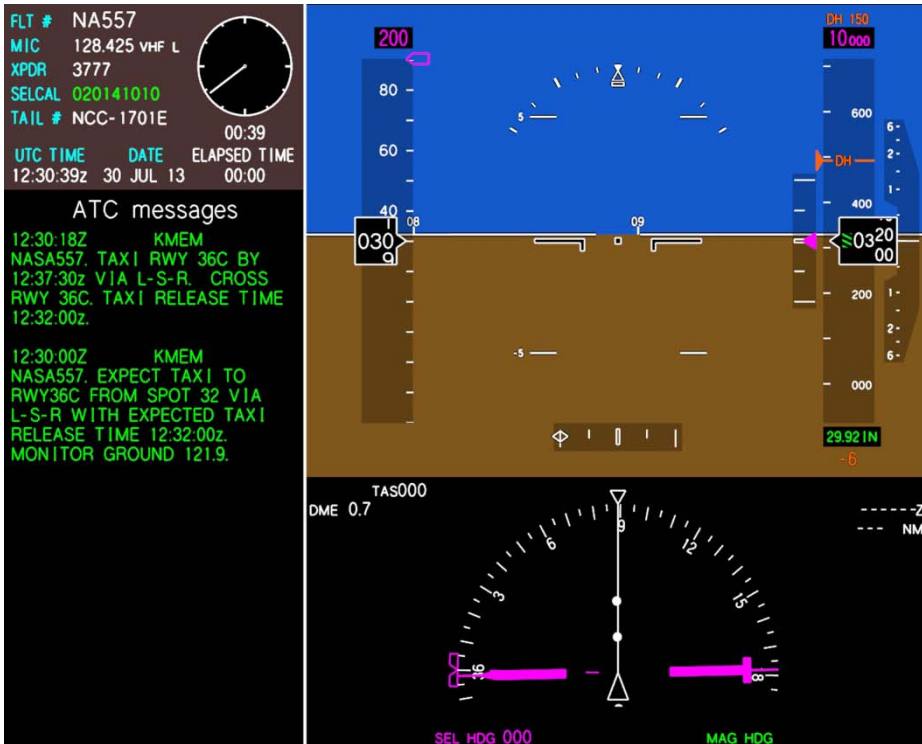 FLT # NA557
MIC 128.425 VHF L
XPDR 3777
SELCAL 020141010
TAIL # NCC-1701E
00:39
UTC TIME DATE ELAPSED TIME
12:30:39z 30 JUL 13 00:00
ATC messages
12:30:18Z KMEM
NASA557. TAXI RWY 36C BY
12:37:30z VIA L-S-R. CROSS
RWY 36C. TAXI RELEASE TIME
12:32:00z.
12:30:00Z KMEM
NASA557. EXPECT TAXI TO
RWY36C FROM SPOT 32 VIA
L-S-R WITH EXPECTED TAXI
RELEASE TIME 12:32:00z.
MONITOR GROUND 121.9.
200
80
60
40
030
5
08 09
-5
DH 150
10000
600
DH
400
0320
00
200
000
6-
2-
1-
1-
2-
6-
29.92IN
-6
TAS000
DME 0.7
------Z
--- NM
36 3 6 9 12 15 18
SEL HDG 000
MAG HDG